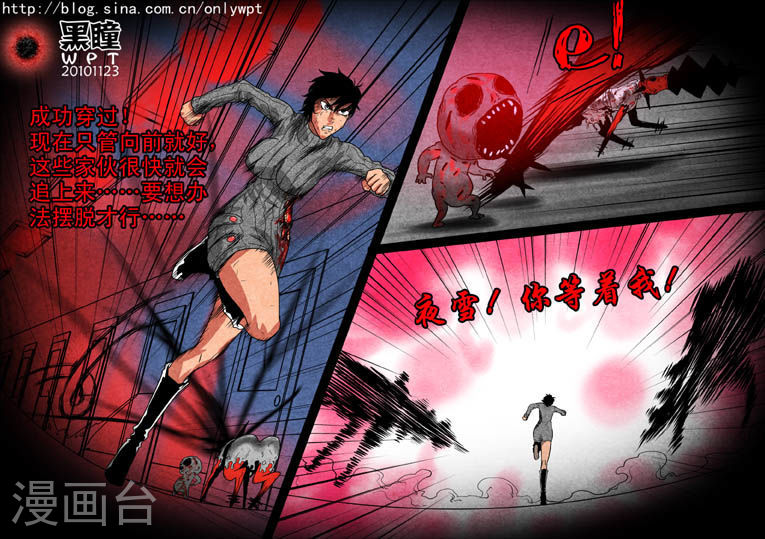 http://blog.sina.com.cn/onlywpt
黑瞳
WPT
20101123
成功穿过！
现在只管向前就好，
这些家伙很快就会
追上来……要想办
法摆脱才行……
e!
夜雪！你等着我！
漫画台